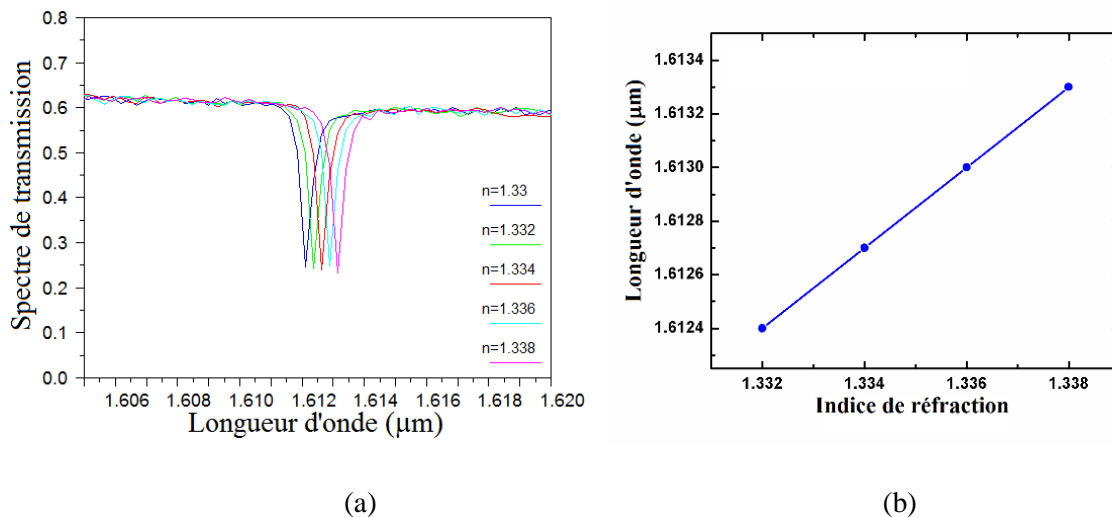 0.8
0.7
0.6
0.5
0.4
0.3
0.2
0.1
0.0
Spectre de transmission
n=1.33
n=1.332
n=1.334
n=1.336
n=1.338
1.606 1.608 1.610 1.612 1.614 1.616 1.618 1.620
Longueur d'onde (µm)
(a)
1.6134
1.6132
1.6130
1.6128
1.6126
1.6124
Longueur d'onde (µm)
1.332 1.334 1.336 1.338
Indice de réfraction
(b)